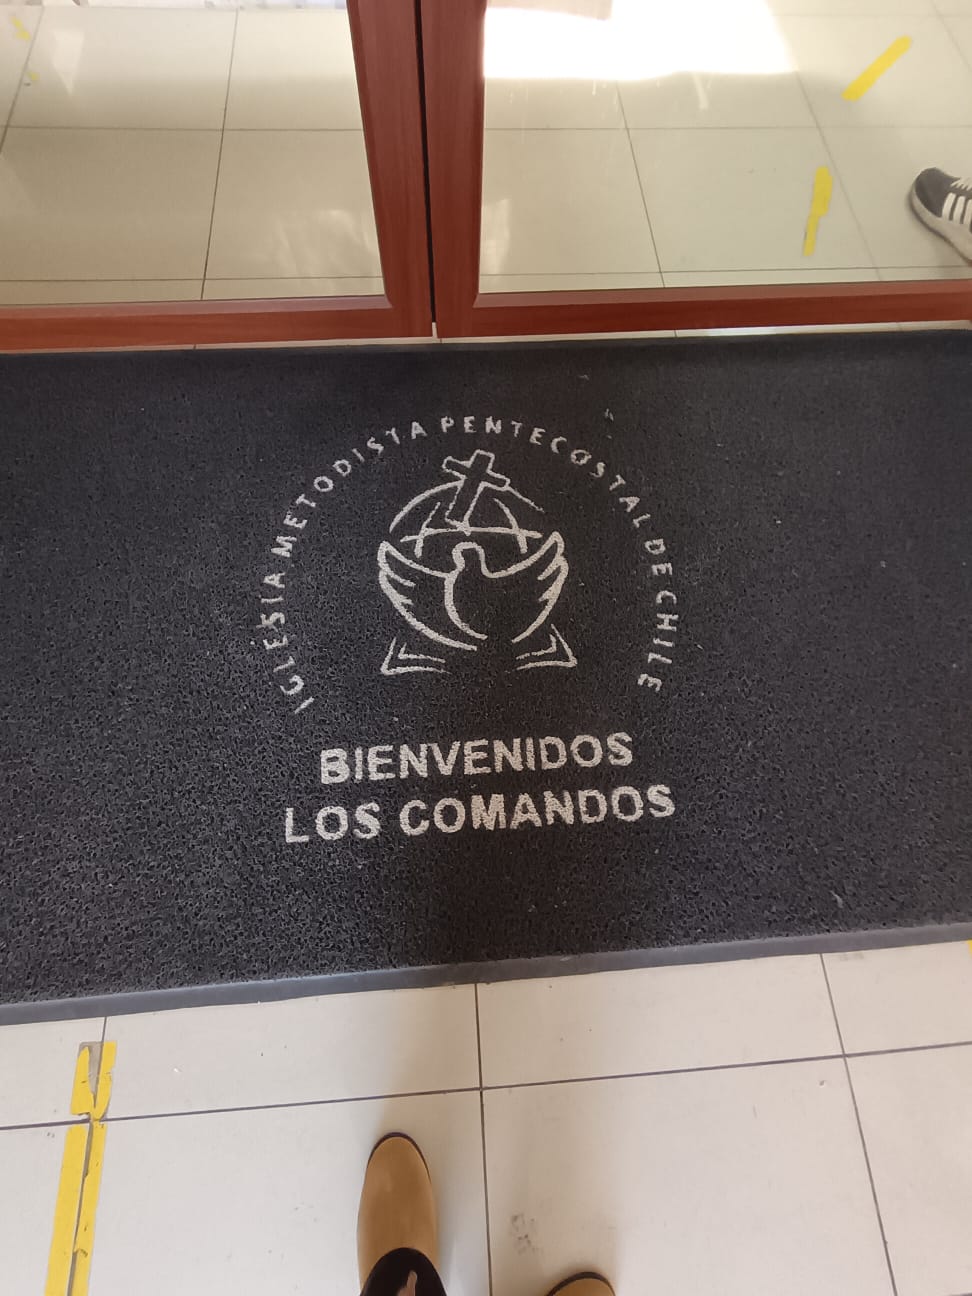 IGLESIA METODISTA PENTECOSTAL DE CHILE
BIENVENIDOS
LOS COMANDOS